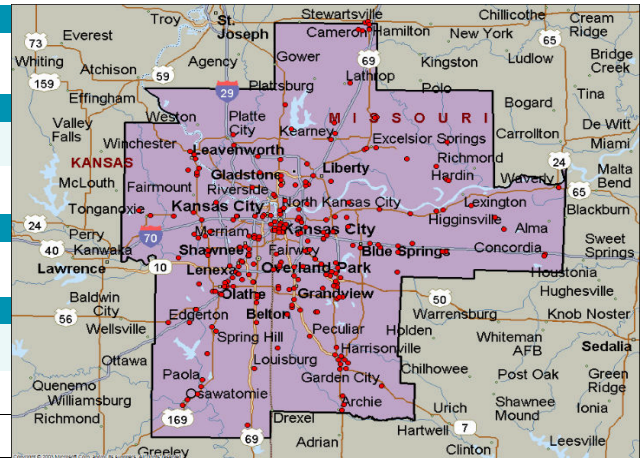 Stewartsville
Troy St. Joseph Chillicothe Cream Ridge
73 Everest Cameron Hamilton New York 65
Whiting Atchison Agency Gower 69 Kingston Ludlow Bridge Creek
159 59 Lathrop
Effingham 29 Plattsburg Polo Tina
Weston Platte City MISSOURI Bogard
Valley Falls Kearney Carrollton De Witt
Winchester Excelsior Springs Miami
KANSAS Leavenworth Richmond 24
McLouth Gladstone Liberty Hardin Waverly Malta Bend
Fairmount Riverside 65
Tonganoxie Kansas City North Kansas City Lexington Blackburn
24 70 Kansas City Higginsville Alma
Perry Merriam
40 Kanwaka Shawnee Fairway Blue Springs Concordia Sweet Springs
Lawrence 10 Lenexa Overland Park Houstonia
Baldwin City Olathe Grandview 50 Hughesville
56 Edgerton Belton Warrensburg Knob Noster
Wellsville Spring Hill Peculiar Holden Whiteman AFB Sedalia
Ottawa Louisburg Harrisonville Chilhowee
Quenemo Paola Garden City Post Oak Green Ridge
Williamsburg Osawatomie Archie Shawnee Mound Ionia
Richmond 169 Drexel Urich
Hartwell 7
Greeley 69 Adrian Clinton Leesville